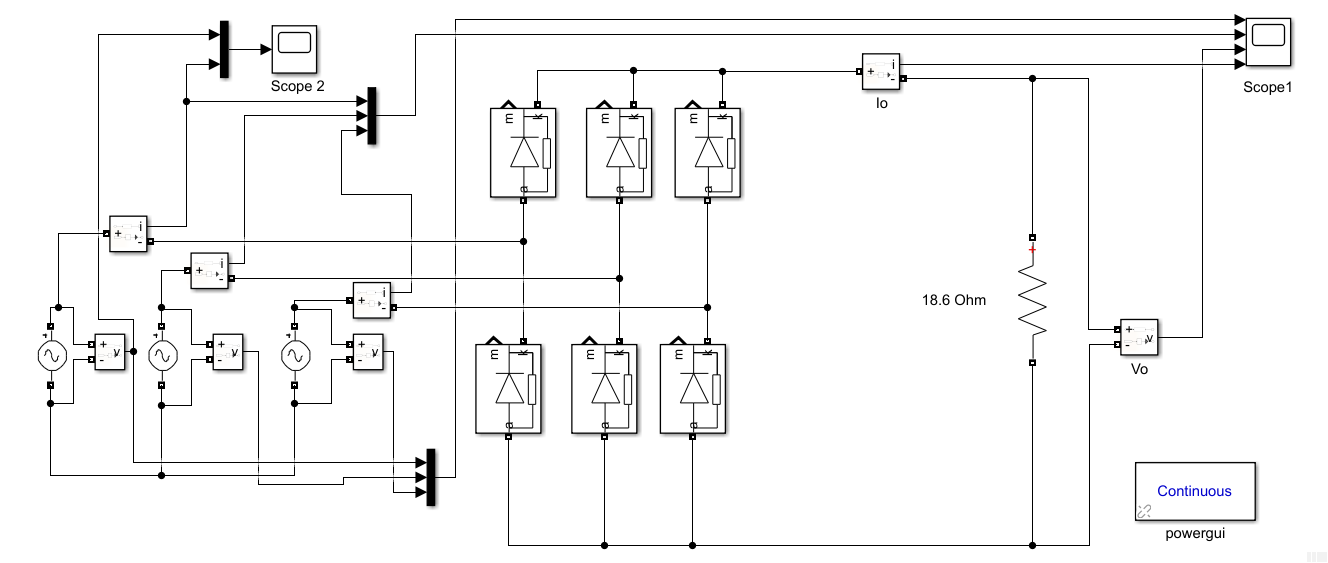 Scope 2
Scope1
i
+
-
Io
m
k
a
m
k
a
m
k
a
+
i
-
+
i
-
+
i
-
+
18.6 Ohm
+
v
-
Vo
+
v
-
+
v
-
+
v
-
m
k
a
m
k
a
m
k
a
Continuous
powergui